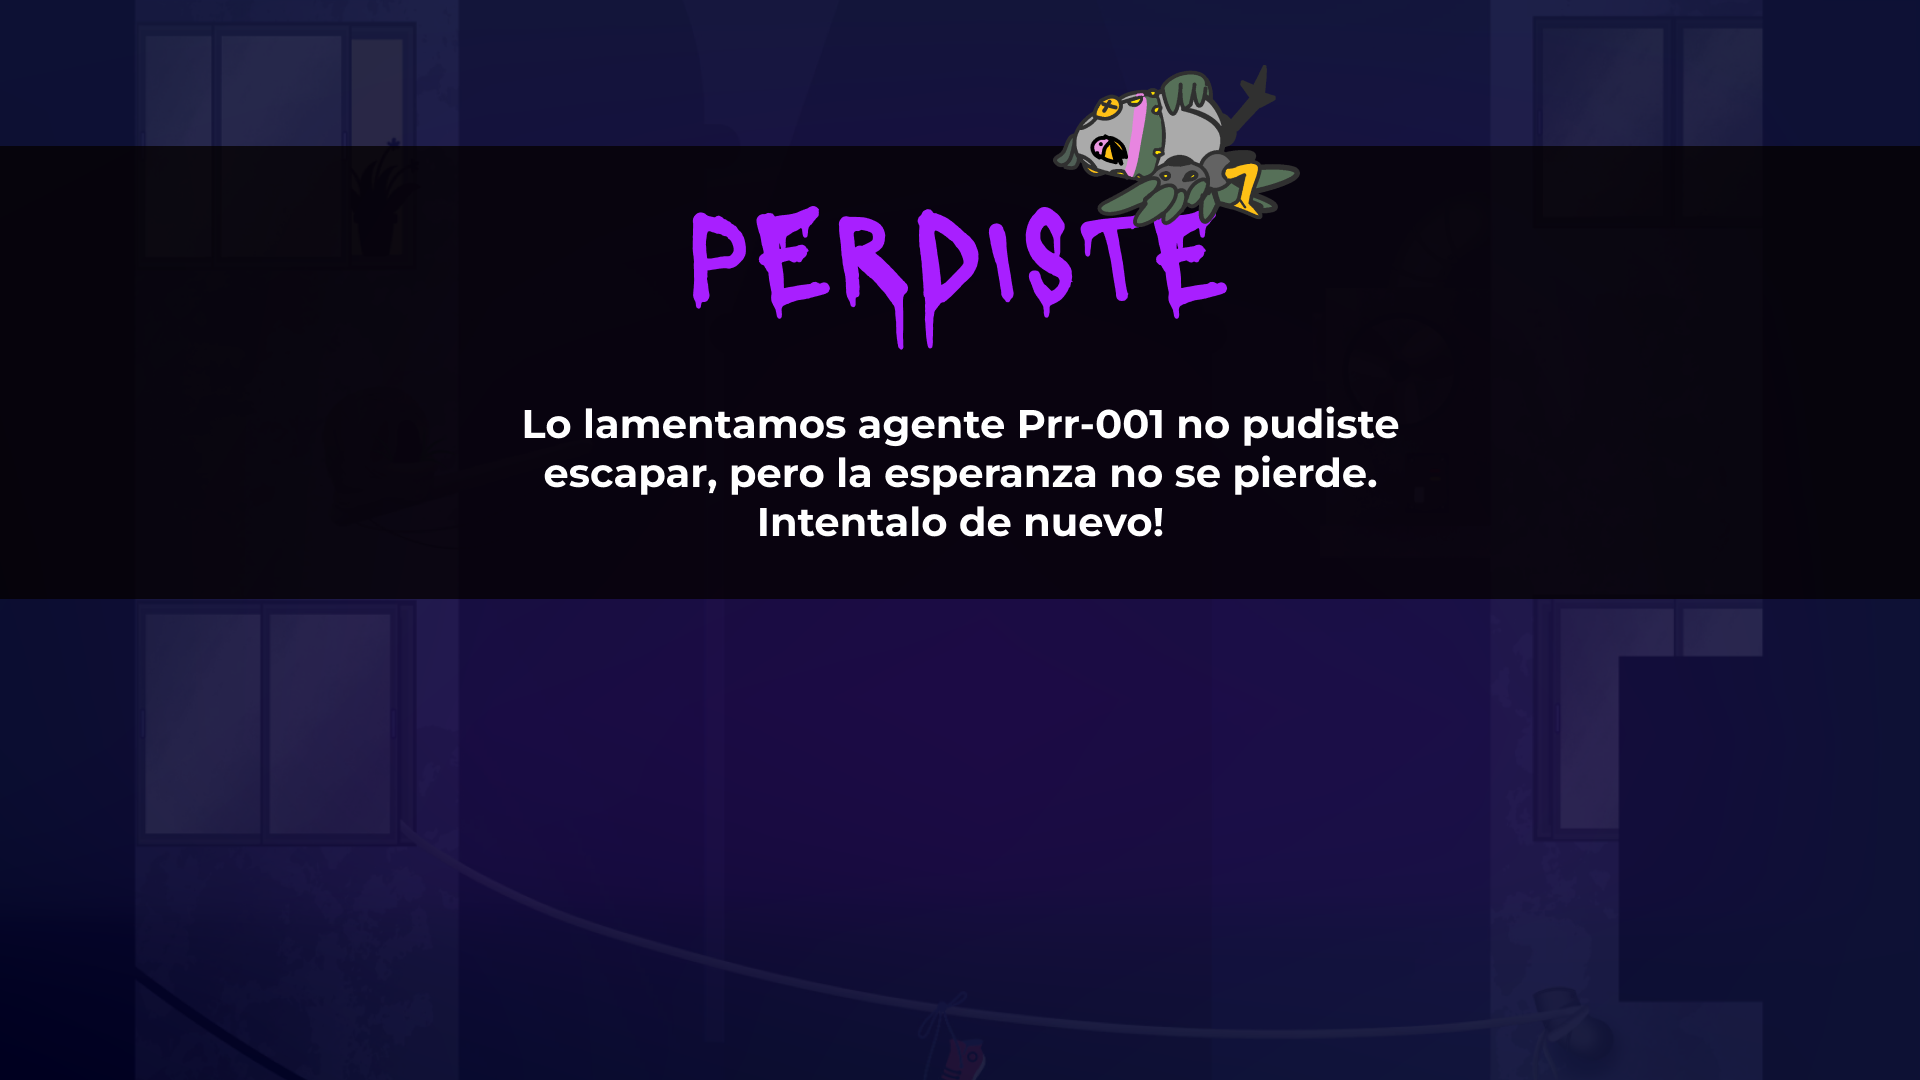 PERDISTE
Lo lamentamos agente Prr-001 no pudiste
escapar, pero la esperanza no se pierde.
Intentalo de nuevo!